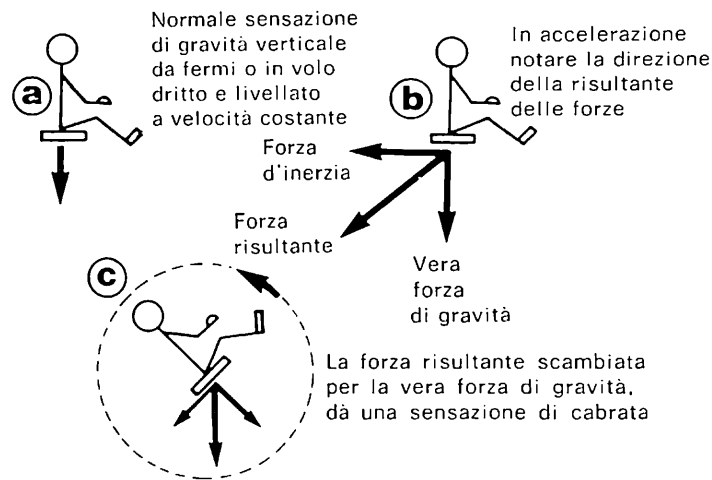 a
Normale sensazione
di gravità verticale
da fermi o in volo
dritto e livellato
a velocità costante
b
In accelerazione
notare la direzione
della risultante
delle forze
Forza
d'inerzia
Forza
risultante
Vera
forza
di gravità
c
La forza risultante scambiata
per la vera forza di gravità,
dà una sensazione di cabrata